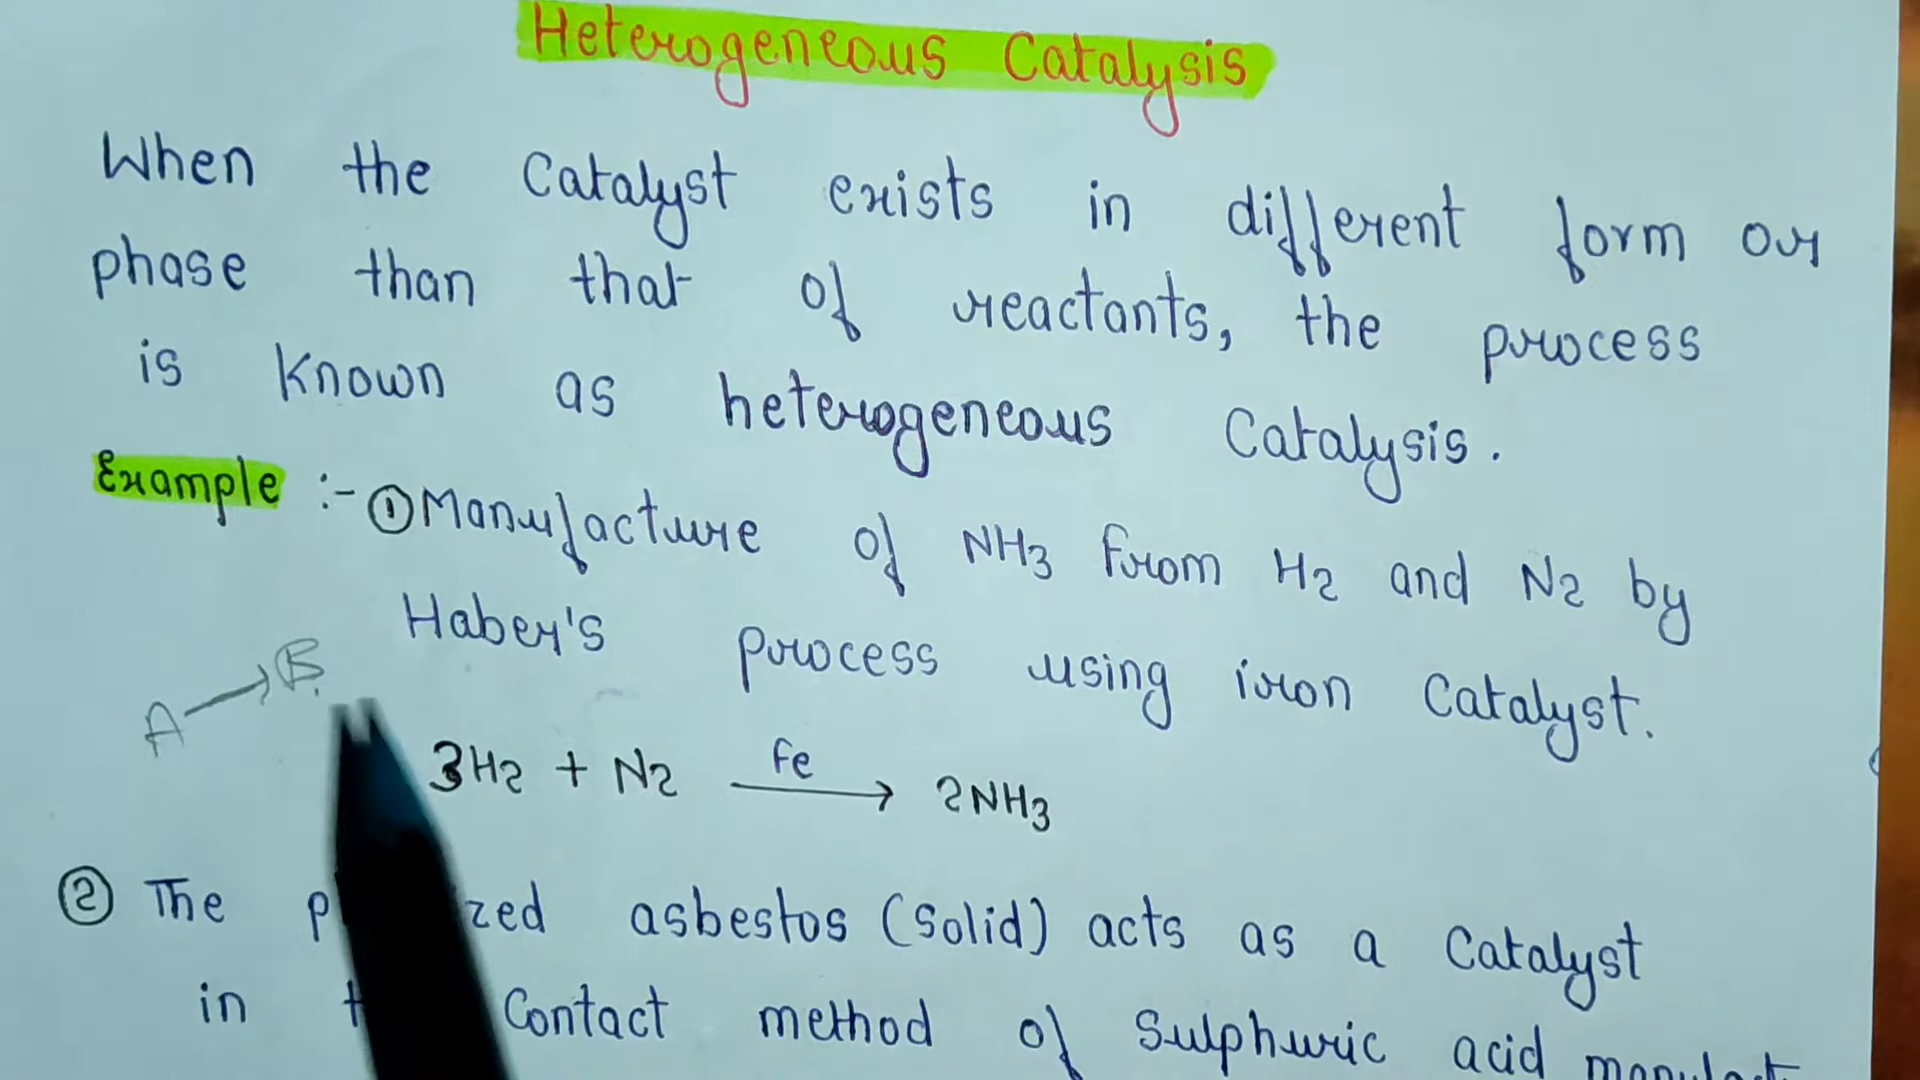 Heterogeneous Catalysis
When the Catalyst exists in different form or
phase than that of reactants, the process
is known as heterogeneous Catalysis.
Example :- ① Manufacture of NH3 from H2 and N2 by
Haber's process using iron Catalyst.
A → B
3H2 + N2 Fe → 2NH3
② The asbestos (Solid) acts as a Catalyst
in Contact method of Sulphuric acid